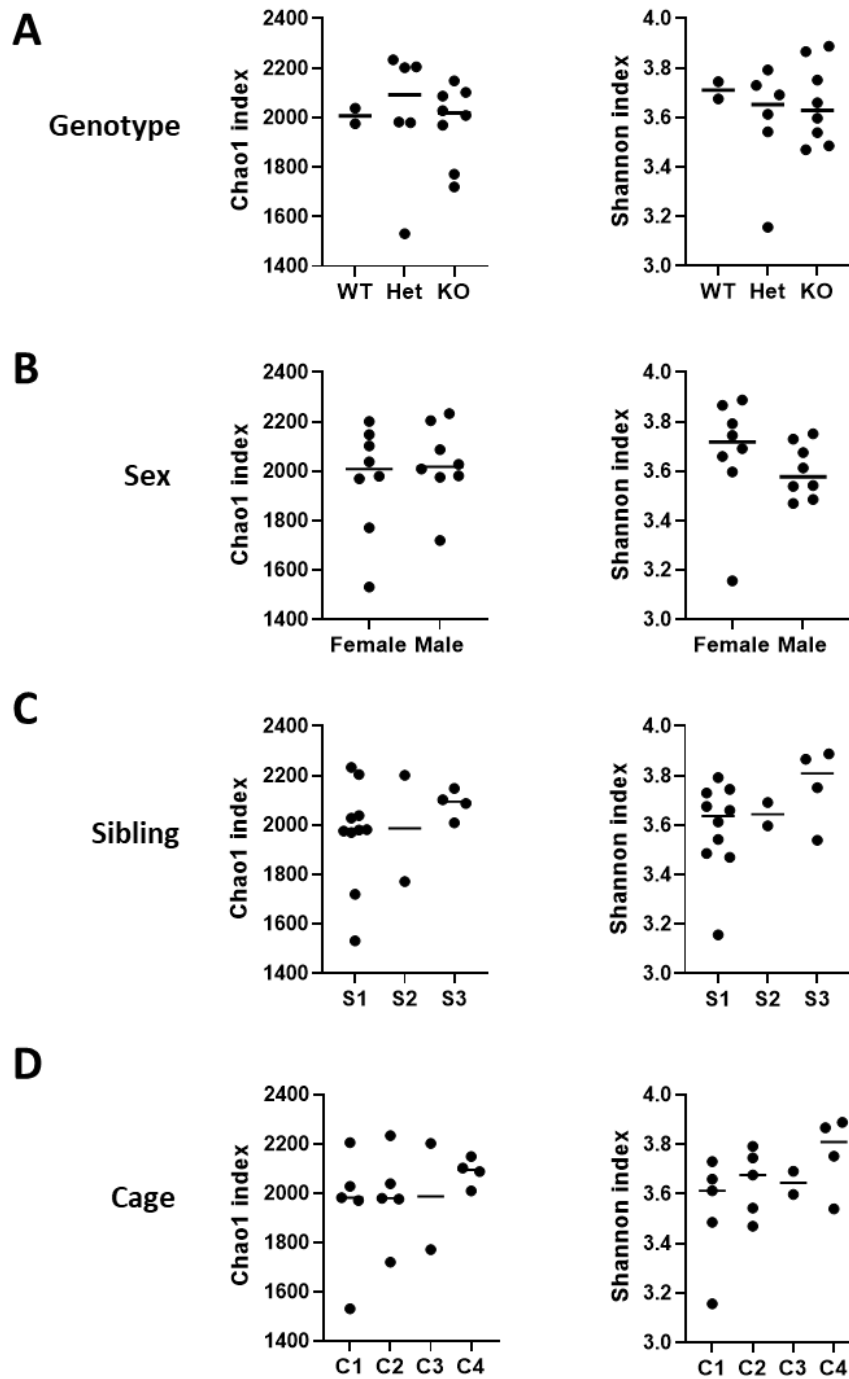 A
Genotype
Chao1 index
2400
2200
2000
1800
1600
1400
WT Het KO
Shannon index
4.0
3.8
3.6
3.4
3.2
3.0
WT Het KO
B
Sex
Chao1 index
2400
2200
2000
1800
1600
1400
Female Male
Shannon index
4.0
3.8
3.6
3.4
3.2
3.0
Female Male
C
Sibling
Chao1 index
2400
2200
2000
1800
1600
1400
S1 S2 S3
Shannon index
4.0
3.8
3.6
3.4
3.2
3.0
S1 S2 S3
D
Cage
Chao1 index
2400
2200
2000
1800
1600
1400
C1 C2 C3 C4
Shannon index
4.0
3.8
3.6
3.4
3.2
3.0
C1 C2 C3 C4